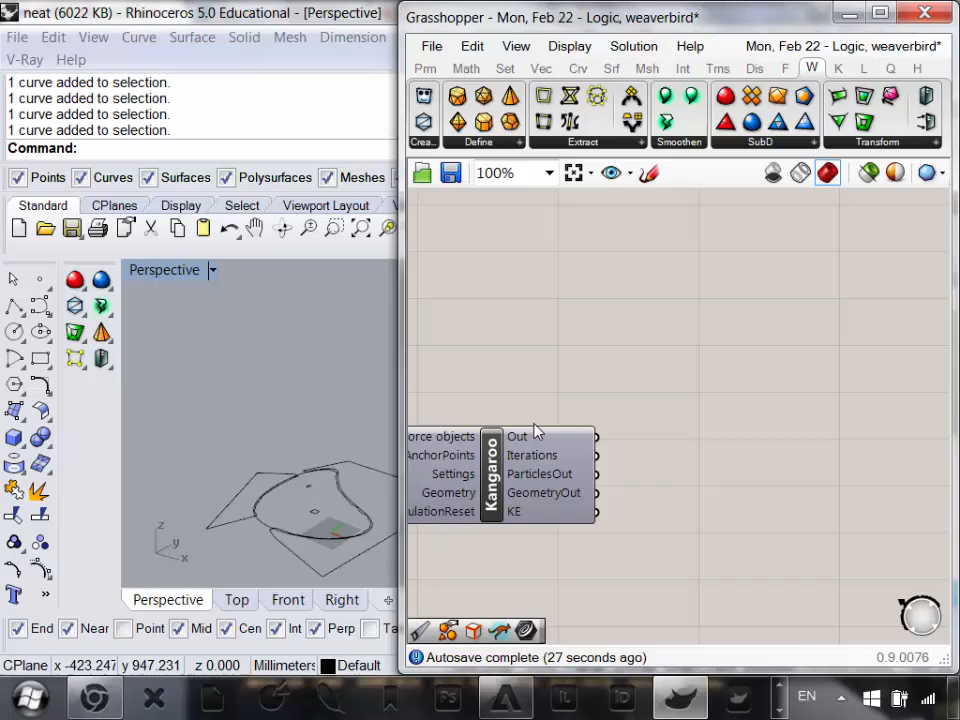 neat (6022 KB) - Rhinoceros 5.0 Educational - [Perspective]
File Edit View Curve Surface Solid Mesh Dimension
V-Ray Help
1 curve added to selection.
1 curve added to selection.
1 curve added to selection.
1 curve added to selection.
Command:
Points Curves Surfaces Polysurfaces Meshes
Standard CPlanes Display Select Viewport Layout
Perspective
z
y
x
Perspective Top Front Right
End Near Point Mid Cen Int Perp
CPlane x -423.247 y 947.231 z 0.000 Millimeters Default
Grasshopper - Mon, Feb 22 - Logic, weaverbird*
File Edit View Display Solution Help Mon, Feb 22 - Logic, weaverbird*
Prm Math Set Vec Crv Srf Msh Int Trns Dis F W K L Q H
Crea... Define Extract Smoothen SubD Transform
100%
orce objects
AnchorPoints
Settings
Geometry
ulationReset
Kangaroo
Out
Iterations
ParticlesOut
GeometryOut
KE
Autosave complete (27 seconds ago) 0.9.0076
Ps IL ID EN